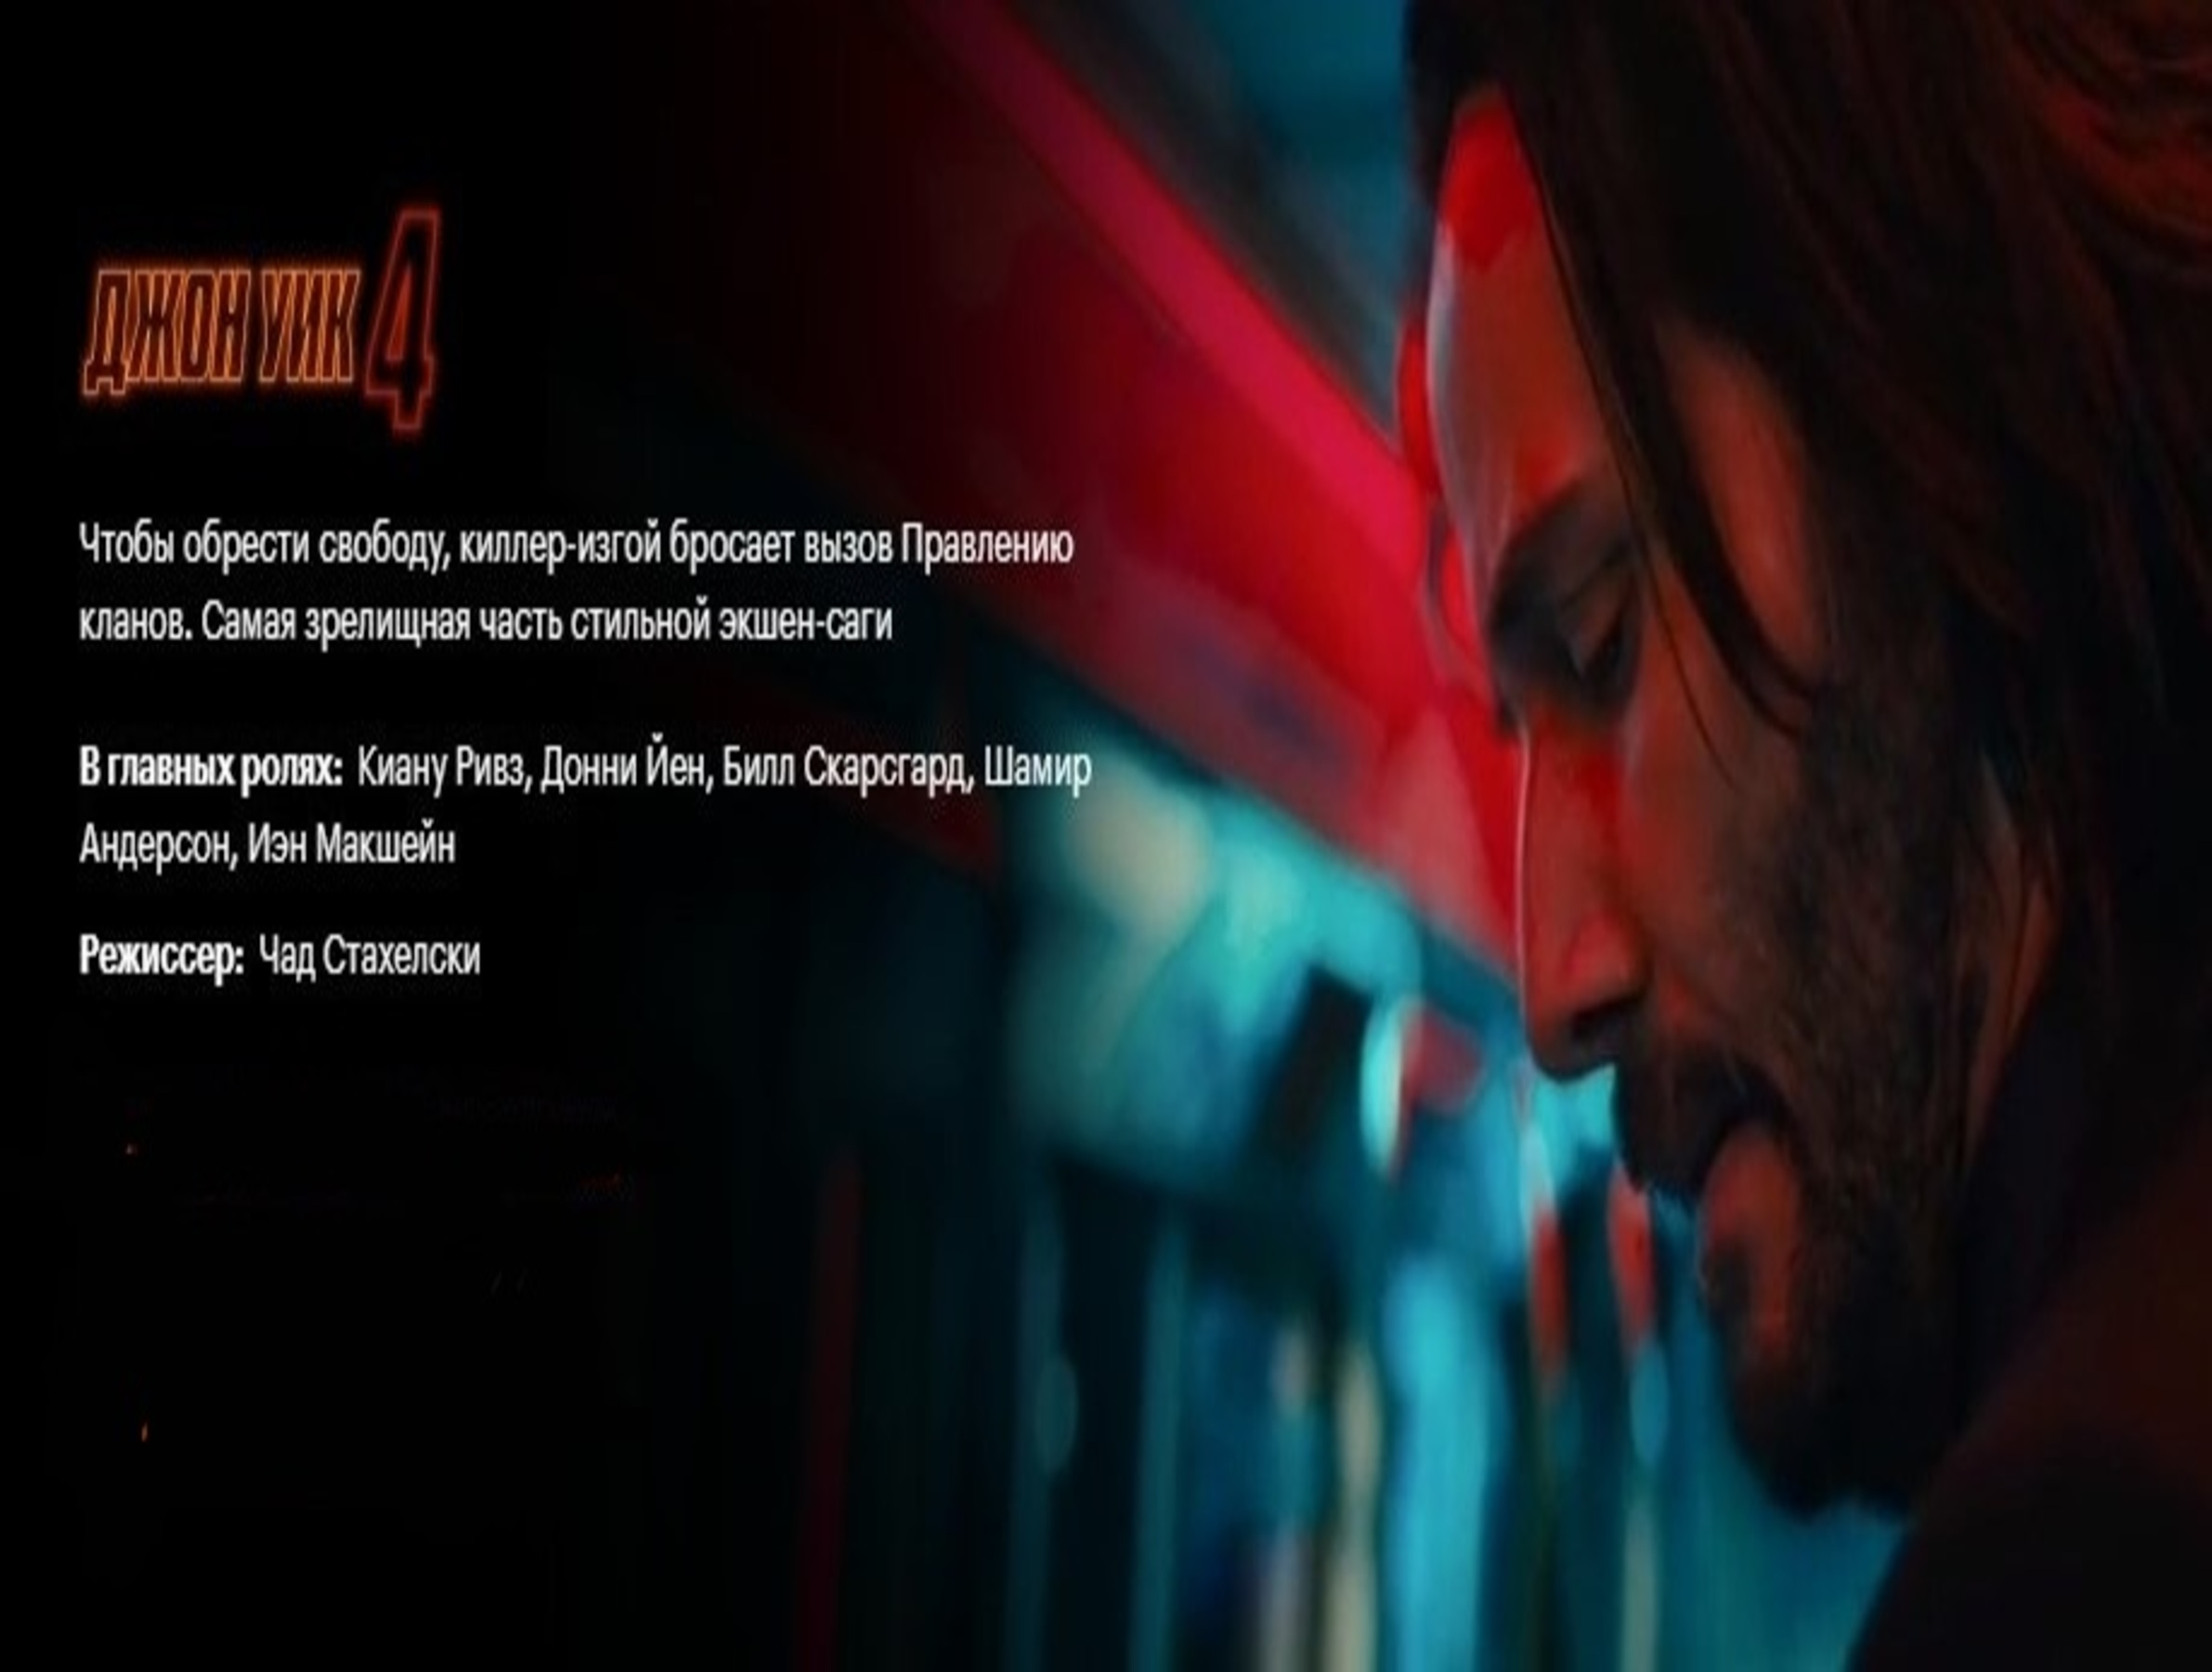 ДЖОН УИК 4
Чтобы обрести свободу, киллер-изгой бросает вызов Правлению
кланов. Самая зрелищная часть стильной экшен-саги
В главных ролях: Киану Ривз, Донни Йен, Билл Скарсгард, Шамир
Андерсон, Иэн Макшейн
Режиссер: Чад Стахелски